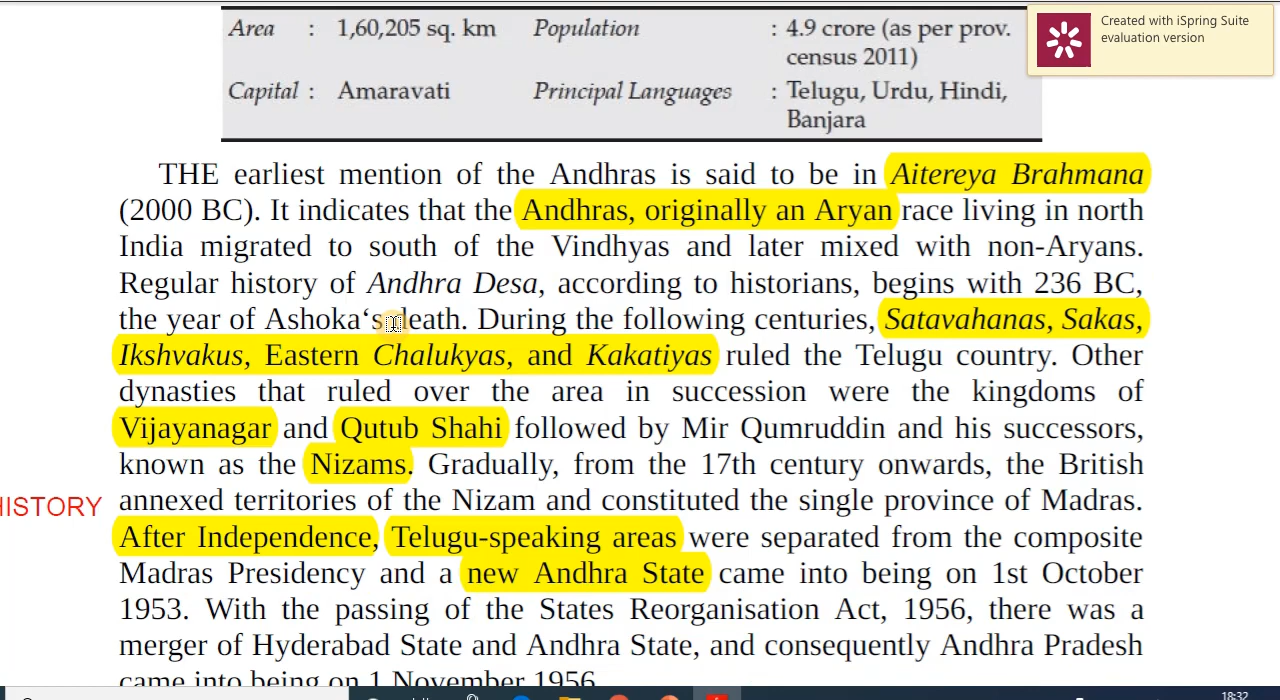 Area : 1,60,205 sq. km Population : 4.9 crore (as per prov.
census 2011)
Capital : Amaravati Principal Languages : Telugu, Urdu, Hindi,
Banjara
Created with iSpring Suite
evaluation version
THE earliest mention of the Andhras is said to be in Aitereya Brahmana
(2000 BC). It indicates that the Andhras, originally an Aryan race living in north
India migrated to south of the Vindhyas and later mixed with non-Aryans.
Regular history of Andhra Desa, according to historians, begins with 236 BC,
the year of Ashoka‘s death. During the following centuries, Satavahanas, Sakas,
Ikshvakus, Eastern Chalukyas, and Kakatiyas ruled the Telugu country. Other
dynasties that ruled over the area in succession were the kingdoms of
Vijayanagar and Qutub Shahi followed by Mir Qumruddin and his successors,
known as the Nizams. Gradually, from the 17th century onwards, the British
HISTORY
annexed territories of the Nizam and constituted the single province of Madras.
After Independence, Telugu-speaking areas were separated from the composite
Madras Presidency and a new Andhra State came into being on 1st October
1953. With the passing of the States Reorganisation Act, 1956, there was a
merger of Hyderabad State and Andhra State, and consequently Andhra Pradesh
came into being on 1 November 1956.
18:32